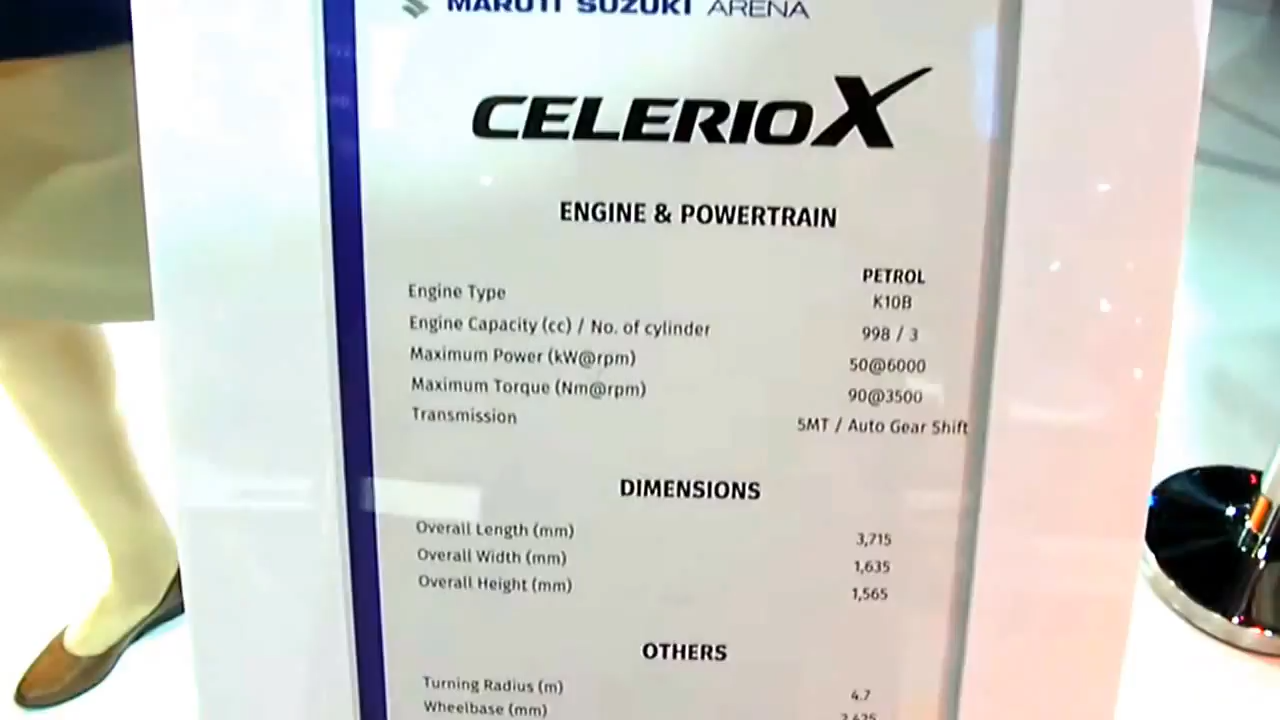 MARUTI SUZUKI ARENA
CELERIO X
ENGINE & POWERTRAIN
PETROL
Engine Type K10B
Engine Capacity (cc) / No. of cylinder 998 / 3
Maximum Power (kW@rpm) 50@6000
Maximum Torque (Nm@rpm) 90@3500
Transmission 5MT / Auto Gear Shift
DIMENSIONS
Overall Length (mm) 3,715
Overall Width (mm) 1,635
Overall Height (mm) 1,565
OTHERS
Turning Radius (m) 4.7
Wheelbase (mm)